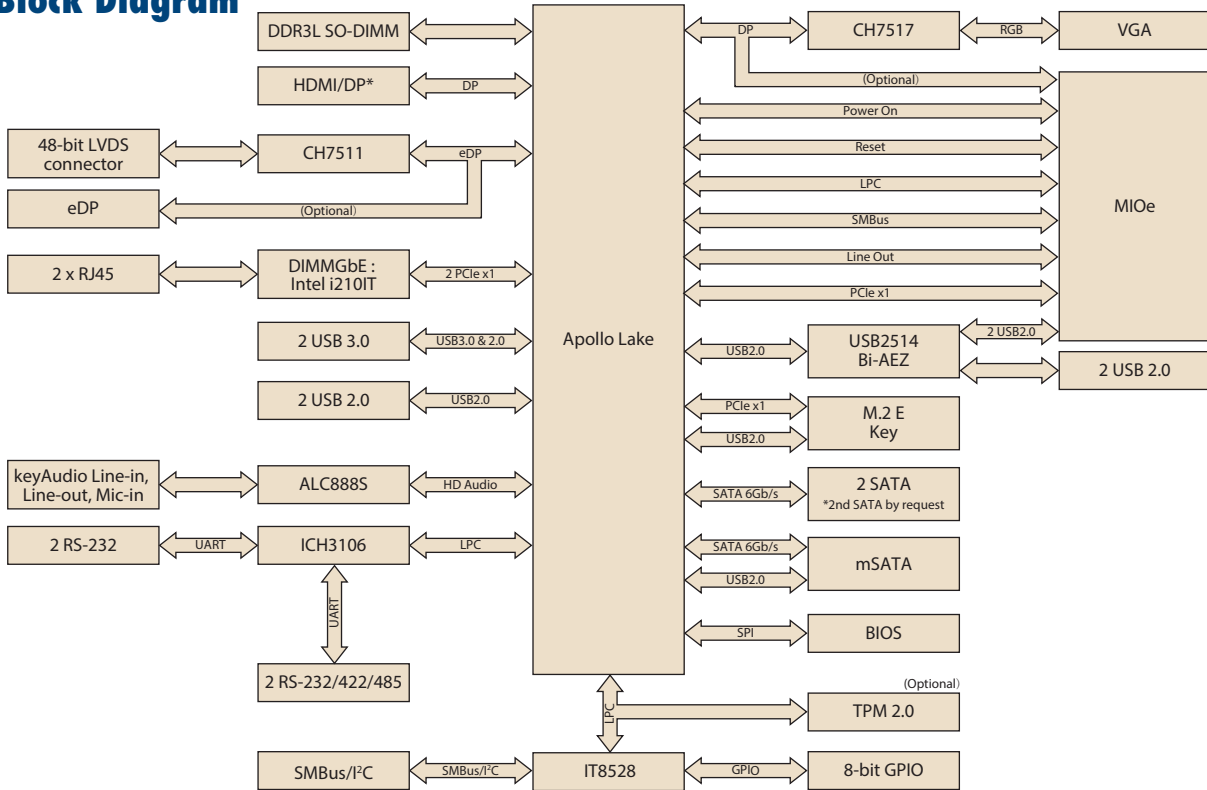 Block Diagram
DDR3L SO-DIMM
HDMI/DP*
DP
48-bit LVDS
connector
CH7511
eDP
eDP
(Optional)
2 x RJ45
DIMMGbE :
Intel i210IT
2 PCIe x1
2 USB 3.0
USB3.0 & 2.0
2 USB 2.0
USB2.0
keyAudio Line-in,
Line-out, Mic-in
ALC888S
HD Audio
2 RS-232
UART
ICH3106
LPC
UART
2 RS-232/422/485
SMBus/I²C
SMBus/I²C
Apollo Lake
LPC
IT8528
DP
CH7517
RGB
VGA
(Optional)
Power On
Reset
LPC
SMBus
Line Out
PCIe x1
MIOe
USB2.0
USB2514
Bi-AEZ
2 USB2.0
2 USB 2.0
PCIe x1
USB2.0
M.2 E
Key
SATA 6Gb/s
2 SATA
*2nd SATA by request
SATA 6Gb/s
USB2.0
mSATA
SPI
BIOS
(Optional)
TPM 2.0
GPIO
8-bit GPIO